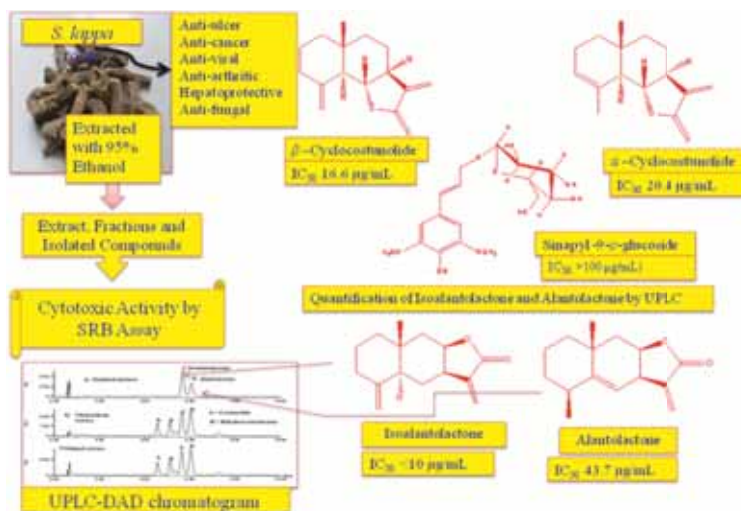 S. lappa
Anti-ulcer
Anti-cancer
Anti-viral
Anti-arthritic
Hepatoprotective
Anti-fungal
Extracted
with 95%
Ethanol
Extract, Fractions and
Isolated Compounds
Cytotoxic Activity by
SRB Assay
UPLC-DAD chromatogram
β-Cyclocostunolide
IC50 16.6 µg/mL
α-Cyclocostunolide
IC50 20.4 µg/mL
Sinapyl-9-o-glucoside
IC50 >100 µg/mL)
Quantification of Isoalantolactone and Alantolactone by UPLC
Isoalantolactone
IC50 <10 µg/mL
Alantolactone
IC50 43.7 µg/mL